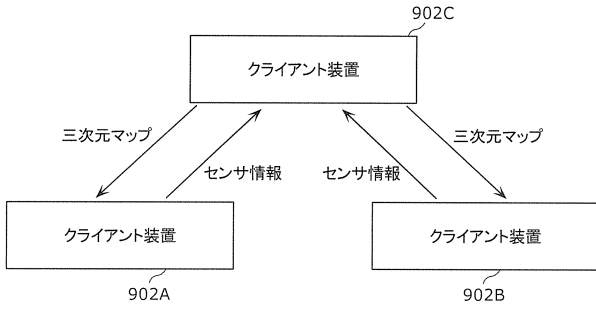 902C
クライアント装置
三次元マップ
三次元マップ
センサ情報
センサ情報
クライアント装置
クライアント装置
902A
902B